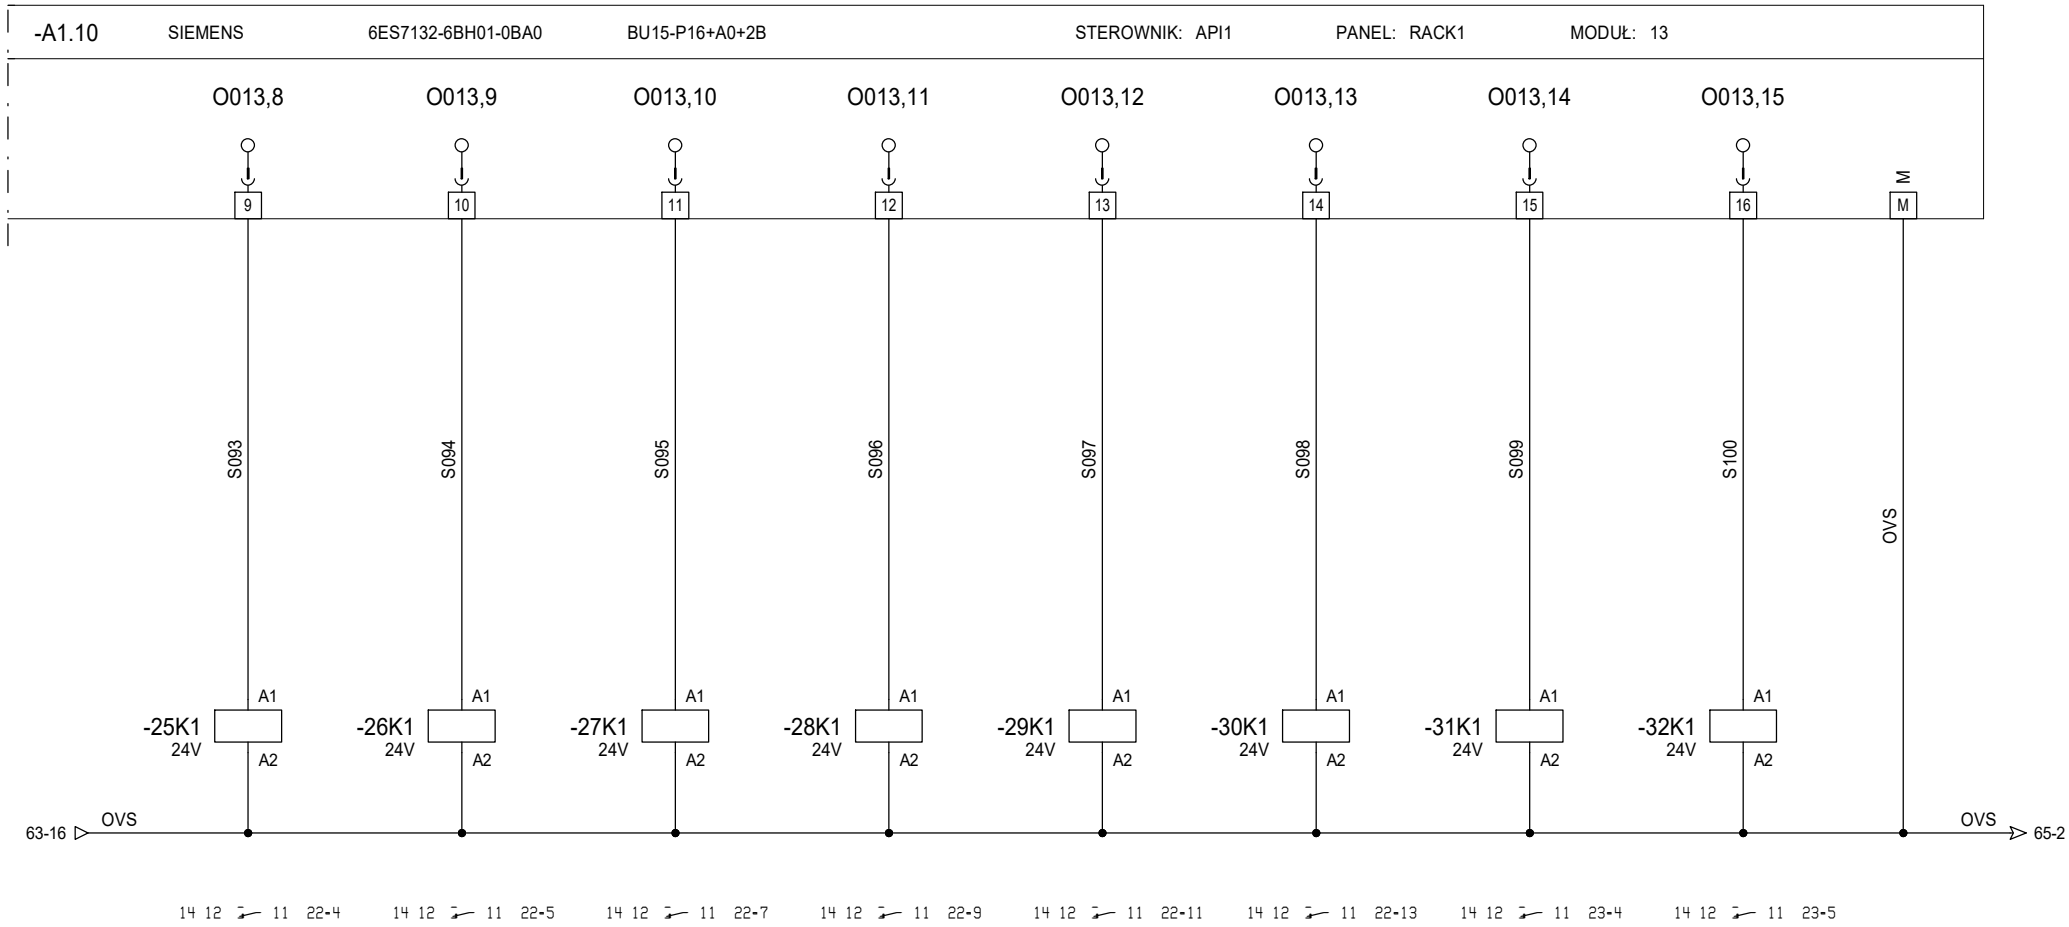 -A1.10 SIEMENS 6ES7132-6BH01-0BA0 BU15-P16+A0+2B STEROWNIK: API1 PANEL: RACK1 MODUŁ: 13
O013,8 O013,9 O013,10 O013,11 O013,12 O013,13 O013,14 O013,15
M
9 10 11 12 13 14 15 16 M
S093 S094 S095 S096 S097 S098 S099 S100
OVS
A1 A1 A1 A1 A1 A1 A1 A1
-25K1 -26K1 -27K1 -28K1 -29K1 -30K1 -31K1 -32K1
24V 24V 24V 24V 24V 24V 24V 24V
A2 A2 A2 A2 A2 A2 A2 A2
OVS OVS
63-16 65-2
14 12 11 22-4 14 12 11 22-5 14 12 11 22-7 14 12 11 22-9 14 12 11 22-11 14 12 11 22-13 14 12 11 23-4 14 12 11 23-5